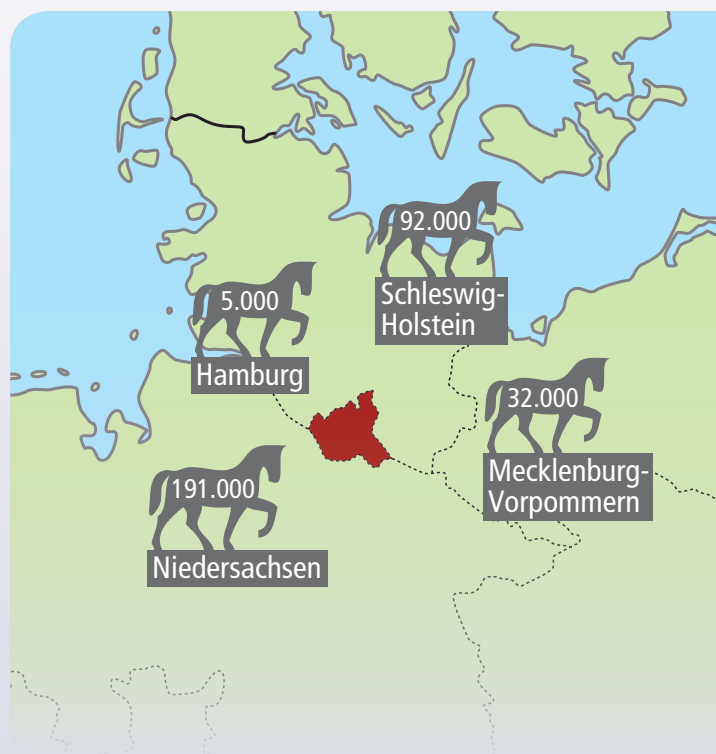 92.000
Schleswig-
Holstein
5.000
Hamburg
32.000
Mecklenburg-
Vorpommern
191.000
Niedersachsen